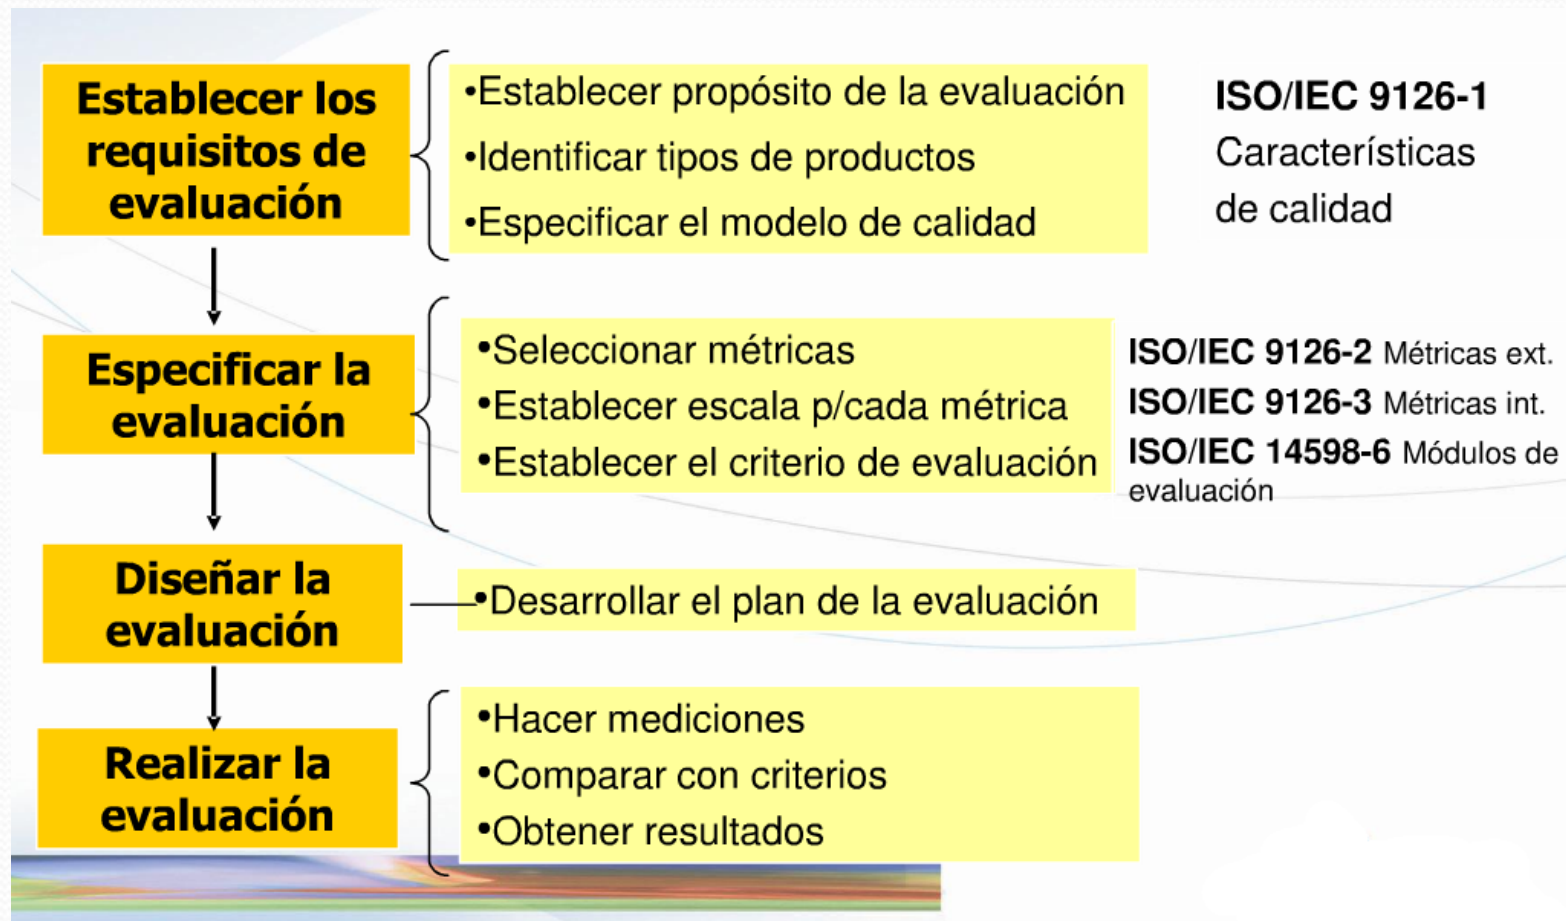 Establecer los
requisitos de
evaluación
•Establecer propósito de la evaluación
•Identificar tipos de productos
•Especificar el modelo de calidad
ISO/IEC 9126-1
Características
de calidad
Especificar la
evaluación
•Seleccionar métricas
•Establecer escala p/cada métrica
•Establecer el criterio de evaluación
ISO/IEC 9126-2 Métricas ext.
ISO/IEC 9126-3 Métricas int.
ISO/IEC 14598-6 Módulos de
evaluación
Diseñar la
evaluación
•Desarrollar el plan de la evaluación
Realizar la
evaluación
•Hacer mediciones
•Comparar con criterios
•Obtener resultados